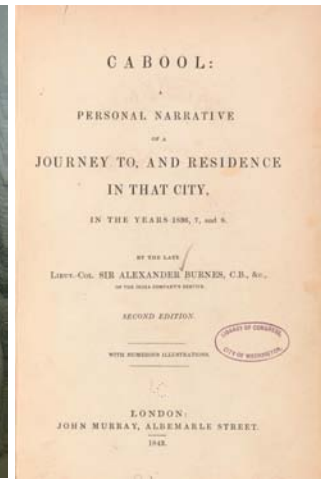 CABOOL:
A
PERSONAL NARRATIVE
OF A
JOURNEY TO, AND RESIDENCE
IN THAT CITY,
IN THE YEARS 1836, 7, and 8.
BY THE LATE
LIEUT.-COL. SIR ALEXANDER BURNES, C.B., &c.,
OF THE INDIA COMPANY'S SERVICE.
SECOND EDITION.
WITH NUMEROUS ILLUSTRATIONS.
LIBRARY OF CONGRESS
CITY OF WASHINGTON
LONDON:
JOHN MURRAY, ALBEMARLE STREET.
1843.